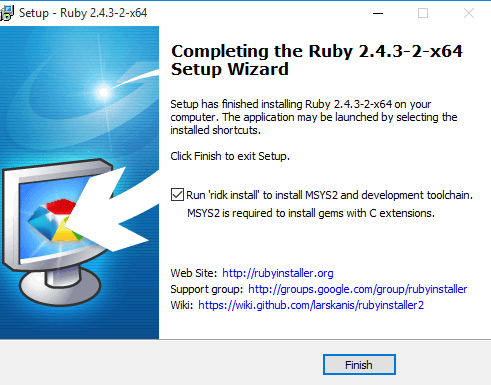 Setup - Ruby 2.4.3-2-x64
Completing the Ruby 2.4.3-2-x64
Setup Wizard
Setup has finished installing Ruby 2.4.3-2-x64 on your
computer. The application may be launched by selecting the
installed shortcuts.
Click Finish to exit Setup.
Run 'ridk install' to install MSYS2 and development toolchain.
MSYS2 is required to install gems with C extensions.
Web Site: http://rubyinstaller.org
Support group: http://groups.google.com/group/rubyinstaller
Wiki: https://wiki.github.com/larskanis/rubyinstaller2
Finish